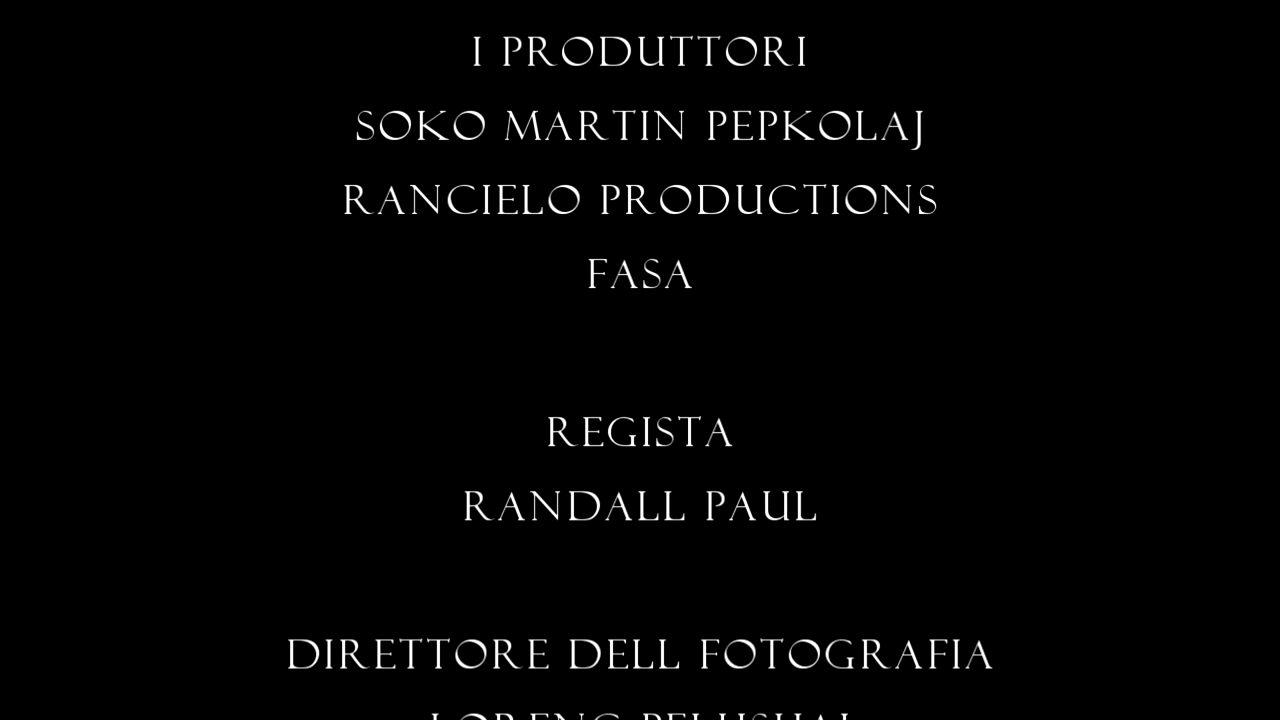 I PRODUTTORI
SOKO MARTIN PEPKOLAJ
RANCIELO PRODUCTIONS
FASA
REGISTA
RANDALL PAUL
DIRETTORE DELL FOTOGRAFIA